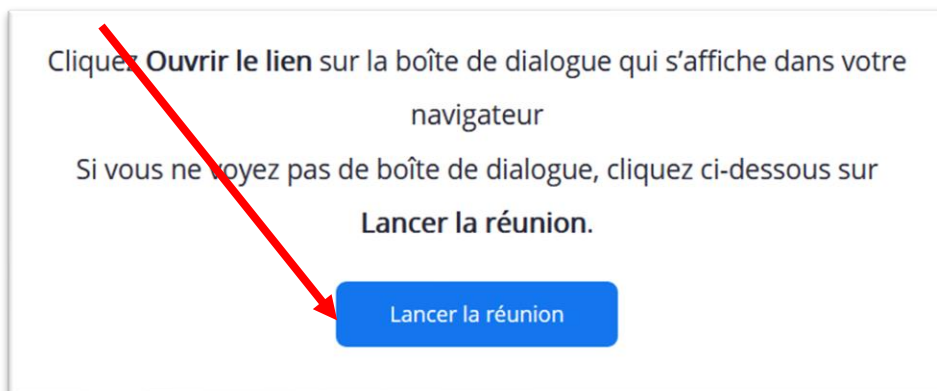 Cliquez Ouvrir le lien sur la boîte de dialogue qui s’affiche dans votre
navigateur
Si vous ne voyez pas de boîte de dialogue, cliquez ci-dessous sur
Lancer la réunion.
Lancer la réunion